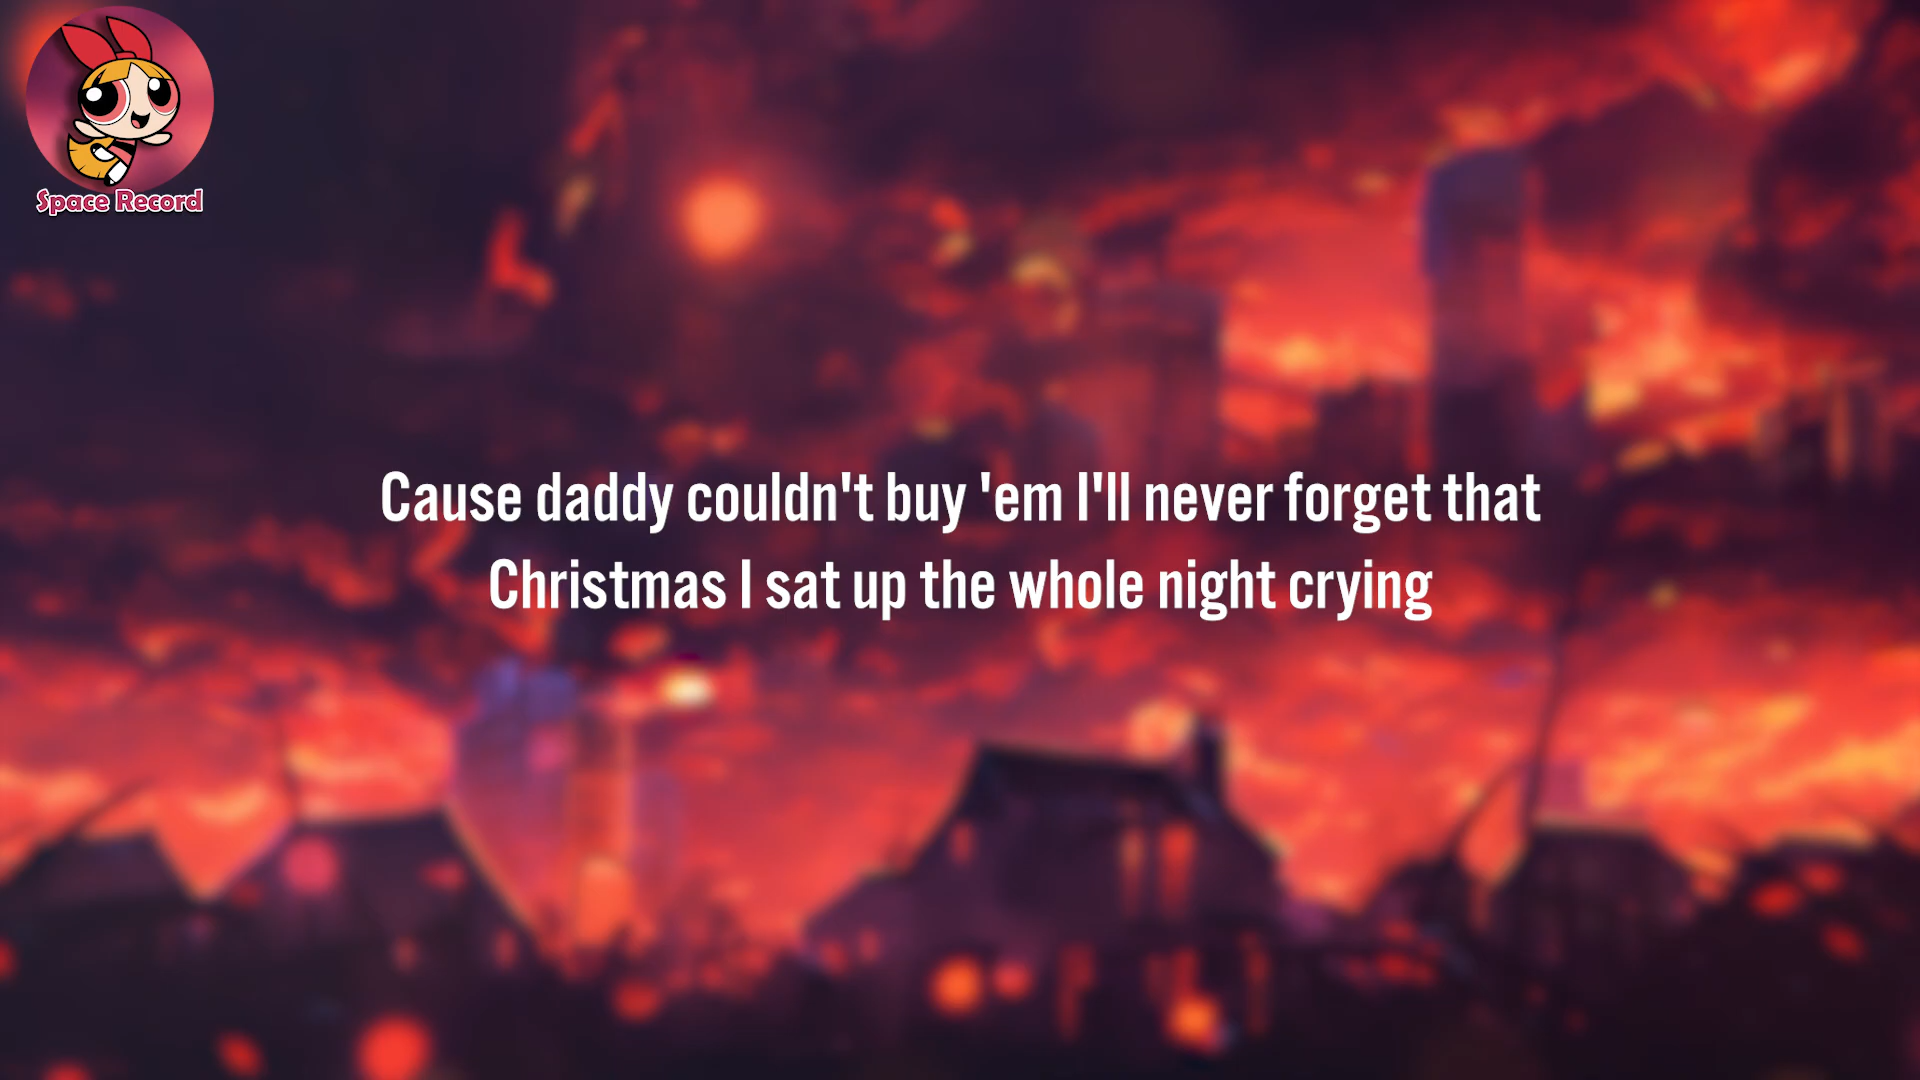 Space Record
Cause daddy couldn't buy 'em I'll never forget that
Christmas I sat up the whole night crying